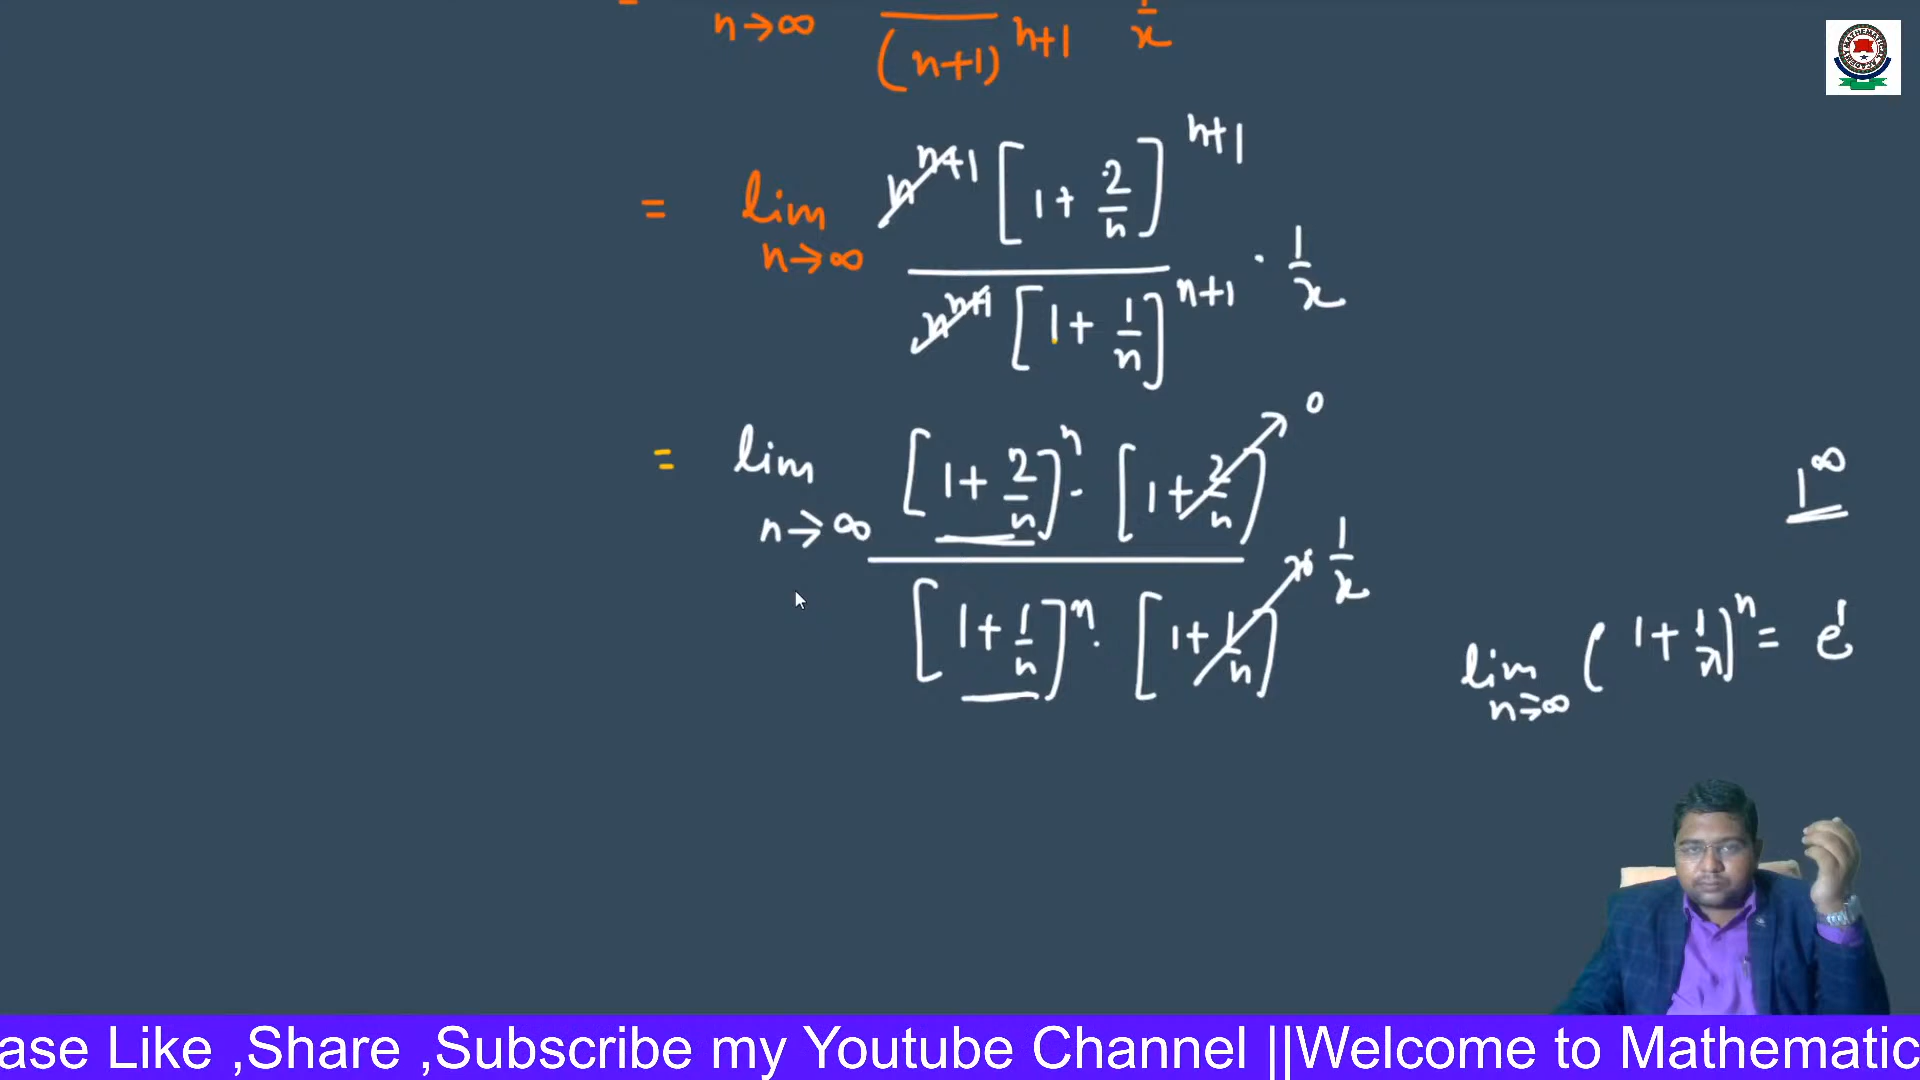 =
n→∞ (n+1)^{n+1} 1/x
= lim n→∞ n^{n+1} [1 + 2/n]^{n+1} / n^{n+1} [1 + 1/n]^{n+1} · 1/x
= lim n→∞ [1 + 2/n]^n · [1 + 2/n] → 0 / [1 + 1/n]^n · [1 + 1/n] 1/x
1^∞
lim n→∞ (1 + 1/n)^n = e^1
ase Like ,Share ,Subscribe my Youtube Channel ||Welcome to Mathematic